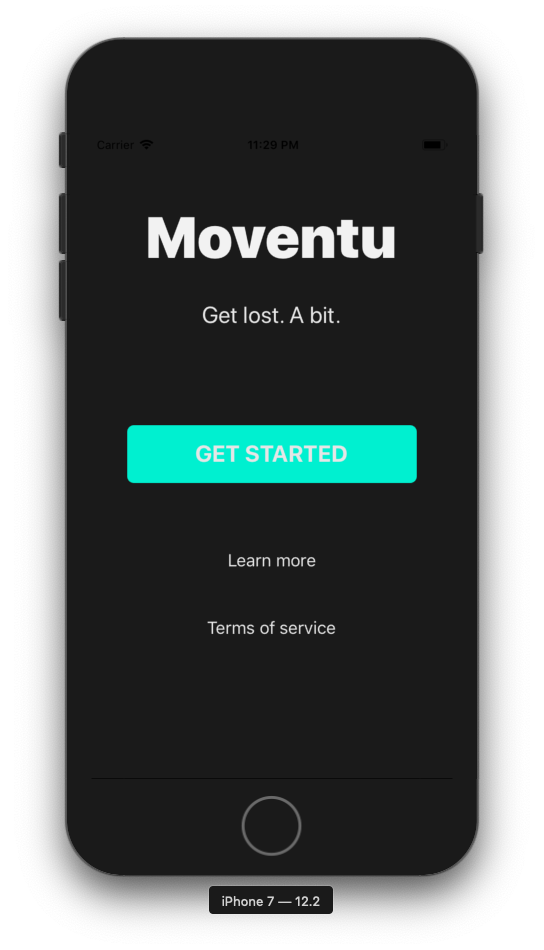 Carrier 11:29 PM
Moventu
Get lost. A bit.
GET STARTED
Learn more
Terms of service
iPhone 7 — 12.2